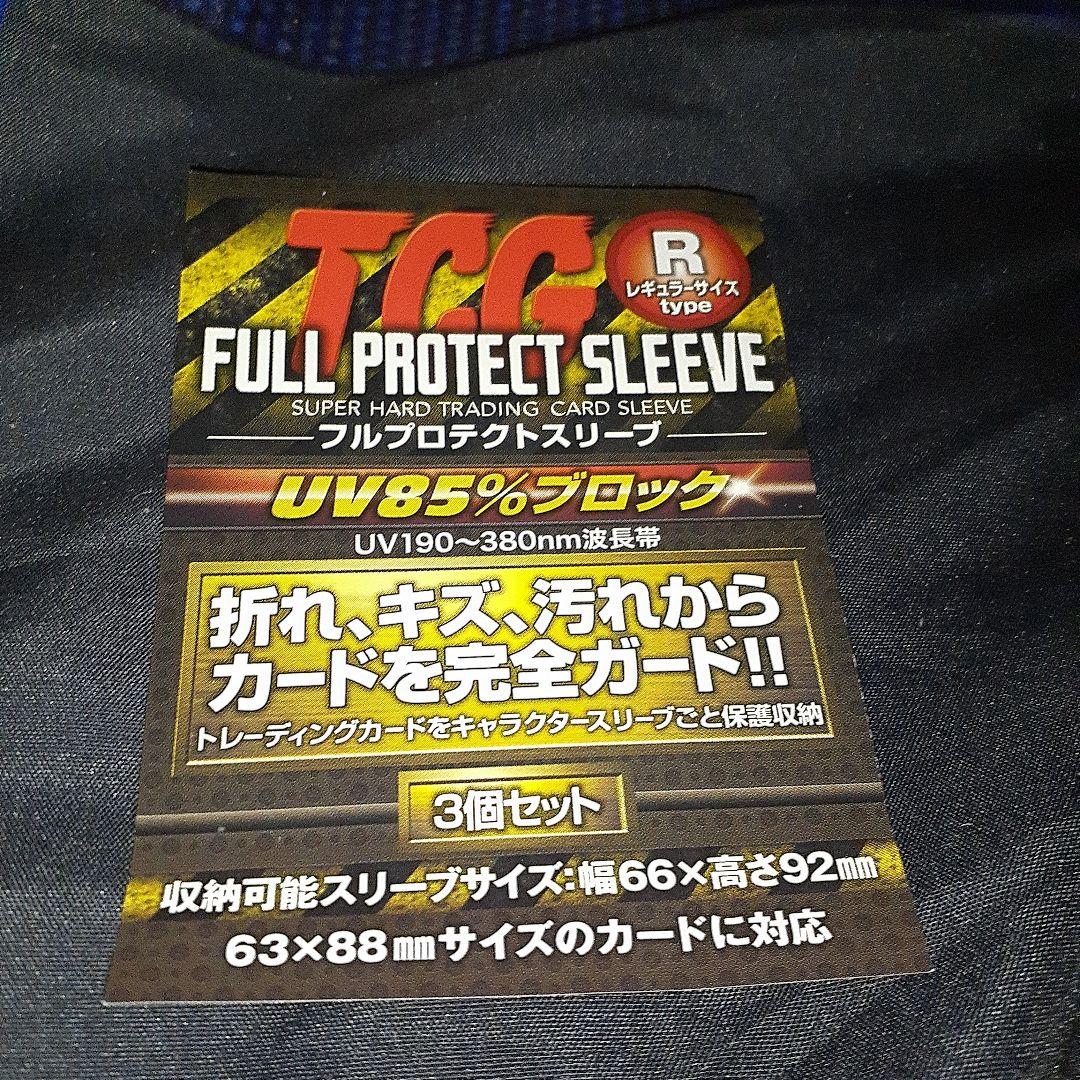 TCG
R
レギュラーサイズ
type
FULL PROTECT SLEEVE
SUPER HARD TRADING CARD SLEEVE
フルプロテクトスリーブ
UV85%ブロック
UV190〜380nm波長帯
折れ、キズ、汚れから
カードを完全ガード!!
トレーディングカードをキャラクタースリーブごと保護収納
3個セット
収納可能スリーブサイズ:幅66×高さ92㎜
63×88㎜サイズのカードに対応